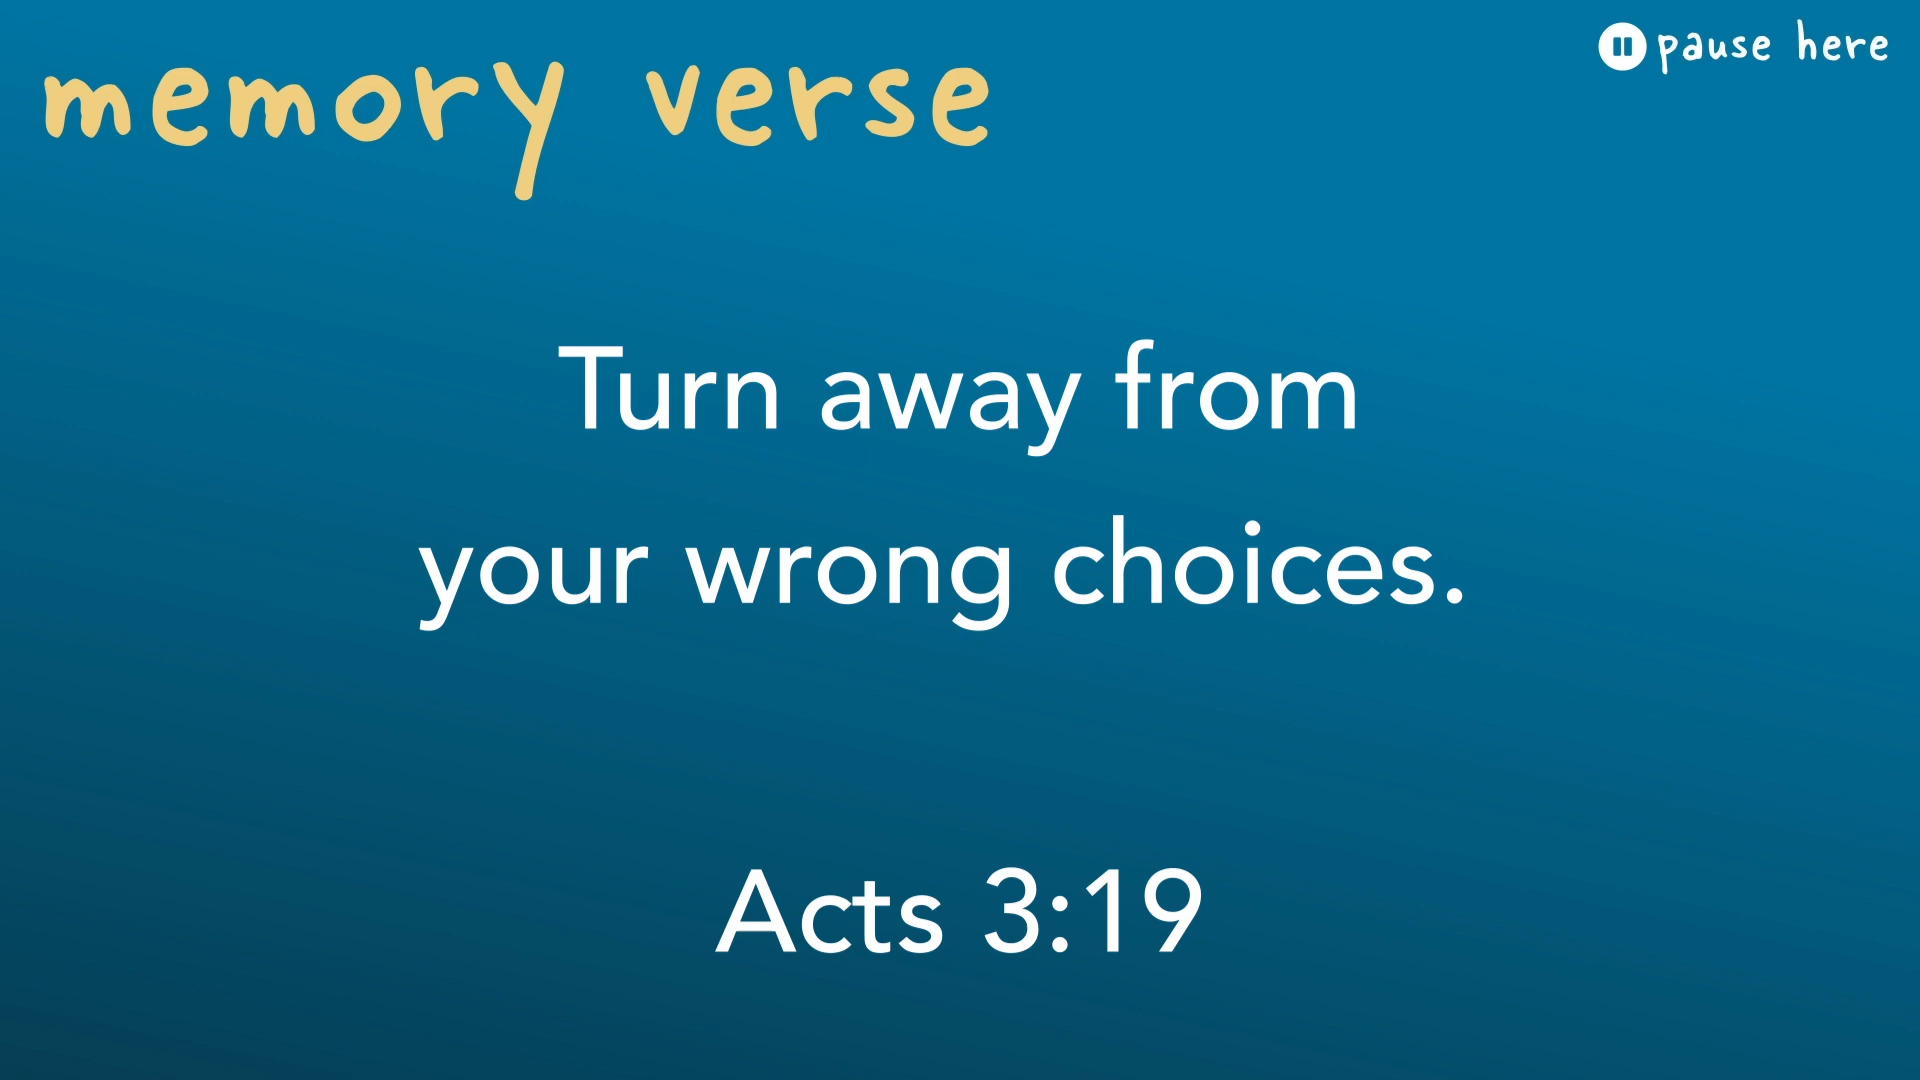 pause here
memory verse
Turn away from
your wrong choices.
Acts 3:19